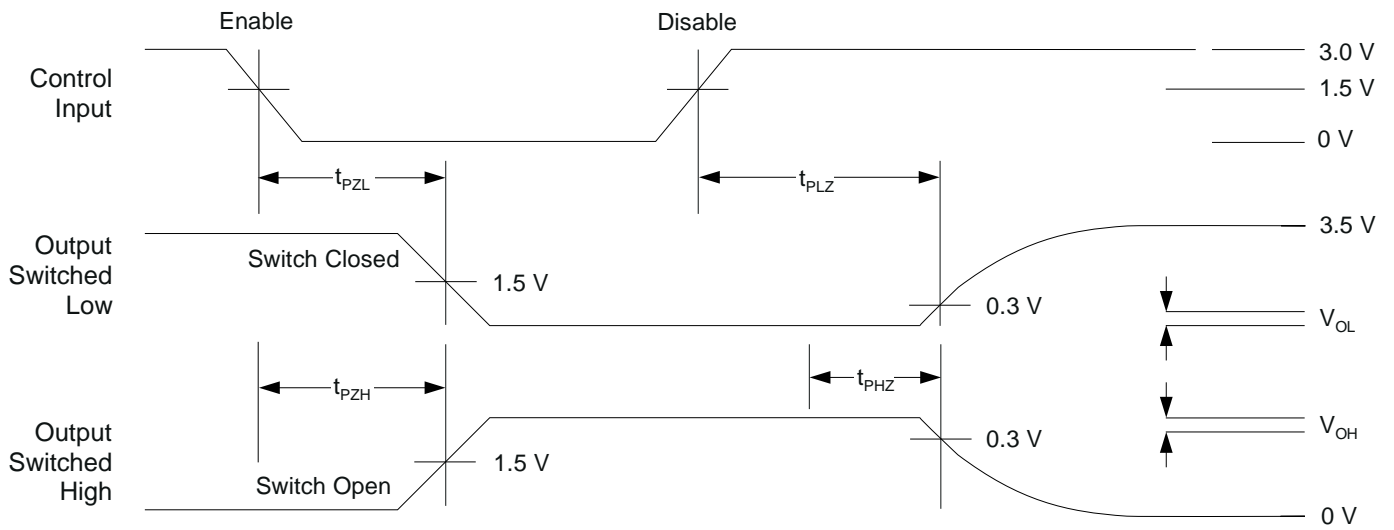 Enable
Disable
Control
Input
3.0 V
1.5 V
0 V
tPZL
tPLZ
Output
Switched
Low
Switch Closed
1.5 V
0.3 V
3.5 V
VOL
tPZH
tPHZ
Output
Switched
High
Switch Open
1.5 V
0.3 V
VOH
0 V